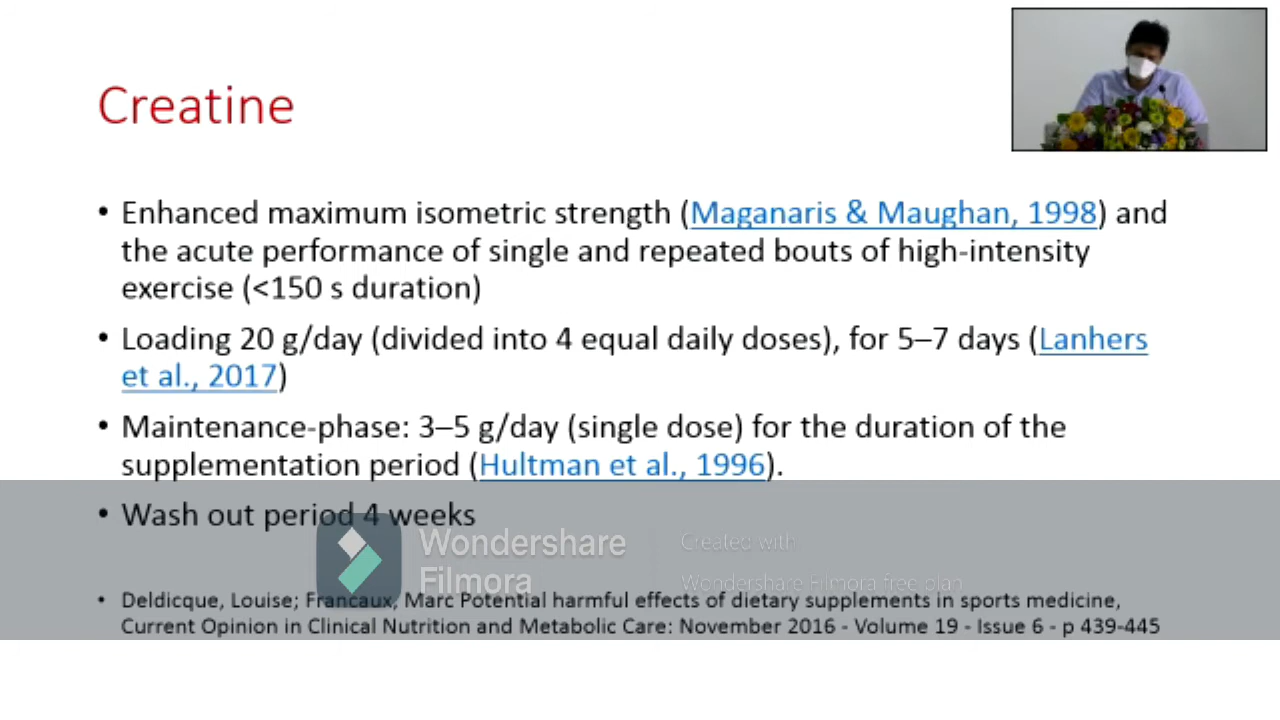 Creatine
• Enhanced maximum isometric strength (Maganaris & Maughan, 1998) and
the acute performance of single and repeated bouts of high-intensity
exercise (<150 s duration)
• Loading 20 g/day (divided into 4 equal daily doses), for 5–7 days (Lanhers
et al., 2017)
• Maintenance-phase: 3–5 g/day (single dose) for the duration of the
supplementation period (Hultman et al., 1996).
• Wash out period 4 weeks
Wondershare
Filmora
Created with
Wondershare Filmora free plan
• Deldicque, Louise; Francaux, Marc Potential harmful effects of dietary supplements in sports medicine,
Current Opinion in Clinical Nutrition and Metabolic Care: November 2016 - Volume 19 - Issue 6 - p 439-445